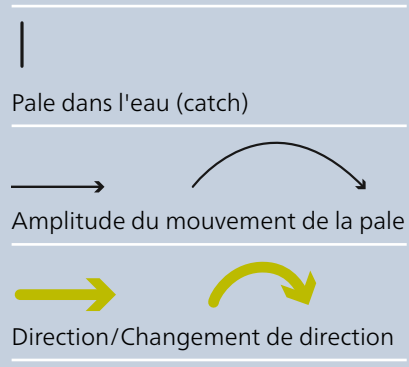 Pale dans l'eau (catch)
Amplitude du mouvement de la pale
Direction/Changement de direction